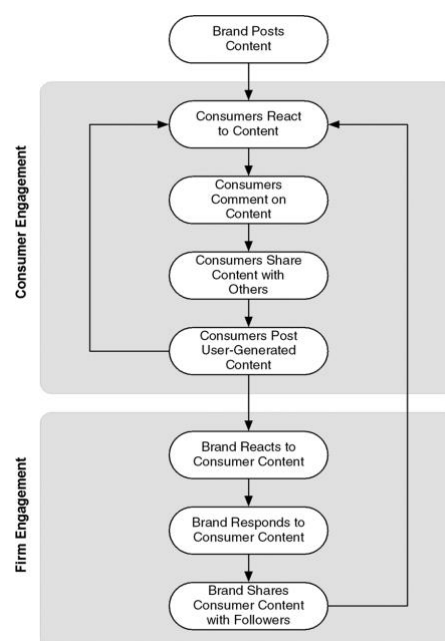 Brand Posts
Content
Consumer Engagement
Consumers React
to Content
Consumers
Comment on
Content
Consumers Share
Content with
Others
Consumers Post
User-Generated
Content
Firm Engagement
Brand Reacts to
Consumer Content
Brand Responds to
Consumer Content
Brand Shares
Consumer Content
with Followers